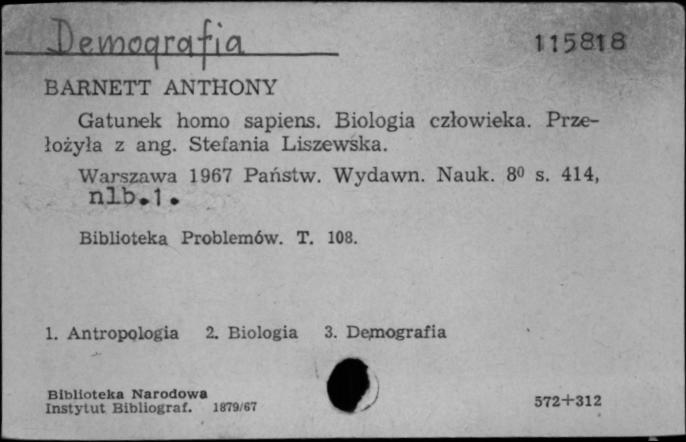 Demografia 115818
BARNETT ANTHONY
Gatunek homo sapiens. Biologia człowieka. Prze-
łożyła z ang. Stefania Liszewska.
Warszawa 1967 Państw. Wydawn. Nauk. 8⁰ s. 414,
nlb.1.
Biblioteka Problemów. T. 108.
1. Antropologia 2. Biologia 3. Demografia
Biblioteka Narodowa
Instytut Bibliograf. 1879/67
572+312